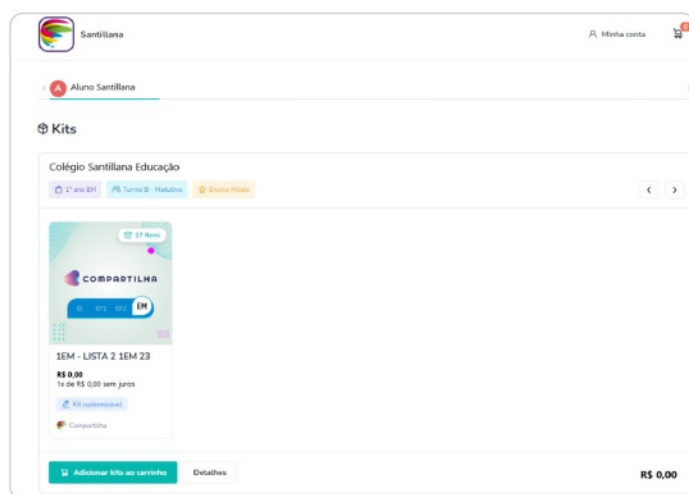 Santillana
Minha conta
0
A Aluno Santillana
Kits
Colégio Santillana Educação
1º ano EM Turma B - Matutino Ensino Médio
37 Itens
COMPARTILHA
EI EF1 EF2 EM
1EM - LISTA 2 1EM 23
R$ 0,00
1x de R$ 0,00 sem juros
Kit customizável
Compartilha
Adicionar kits ao carrinho Detalhes R$ 0,00